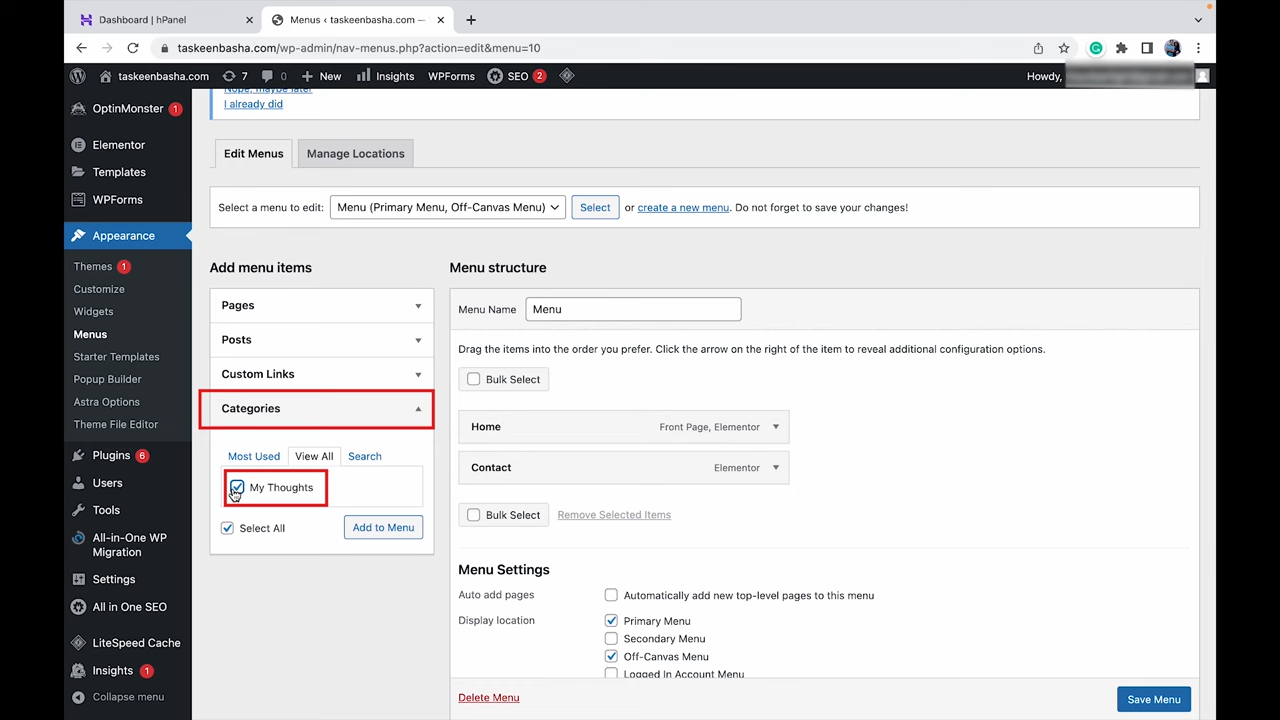 Dashboard | hPanel
Menus ‹ taskeenbasha.com —
taskeenbasha.com/wp-admin/nav-menus.php?action=edit&menu=10
taskeenbasha.com
7
0
New
Insights
WPForms
SEO
2
Howdy,
OptinMonster 1
Elementor
Templates
WPForms
Appearance
Themes 1
Customize
Widgets
Menus
Starter Templates
Popup Builder
Astra Options
Theme File Editor
Plugins 6
Users
Tools
All-in-One WP
Migration
Settings
All in One SEO
LiteSpeed Cache
Insights 1
Collapse menu
Nope, maybe later
I already did
Edit Menus
Manage Locations
Select a menu to edit: Menu (Primary Menu, Off-Canvas Menu) Select or create a new menu. Do not forget to save your changes!
Add menu items
Pages
Posts
Custom Links
Categories
Most Used View All Search
My Thoughts
Select All Add to Menu
Menu structure
Menu Name Menu
Drag the items into the order you prefer. Click the arrow on the right of the item to reveal additional configuration options.
Bulk Select
Home Front Page, Elementor
Contact Elementor
Bulk Select Remove Selected Items
Menu Settings
Auto add pages Automatically add new top-level pages to this menu
Display location Primary Menu
Secondary Menu
Off-Canvas Menu
Logged In Account Menu
Delete Menu Save Menu